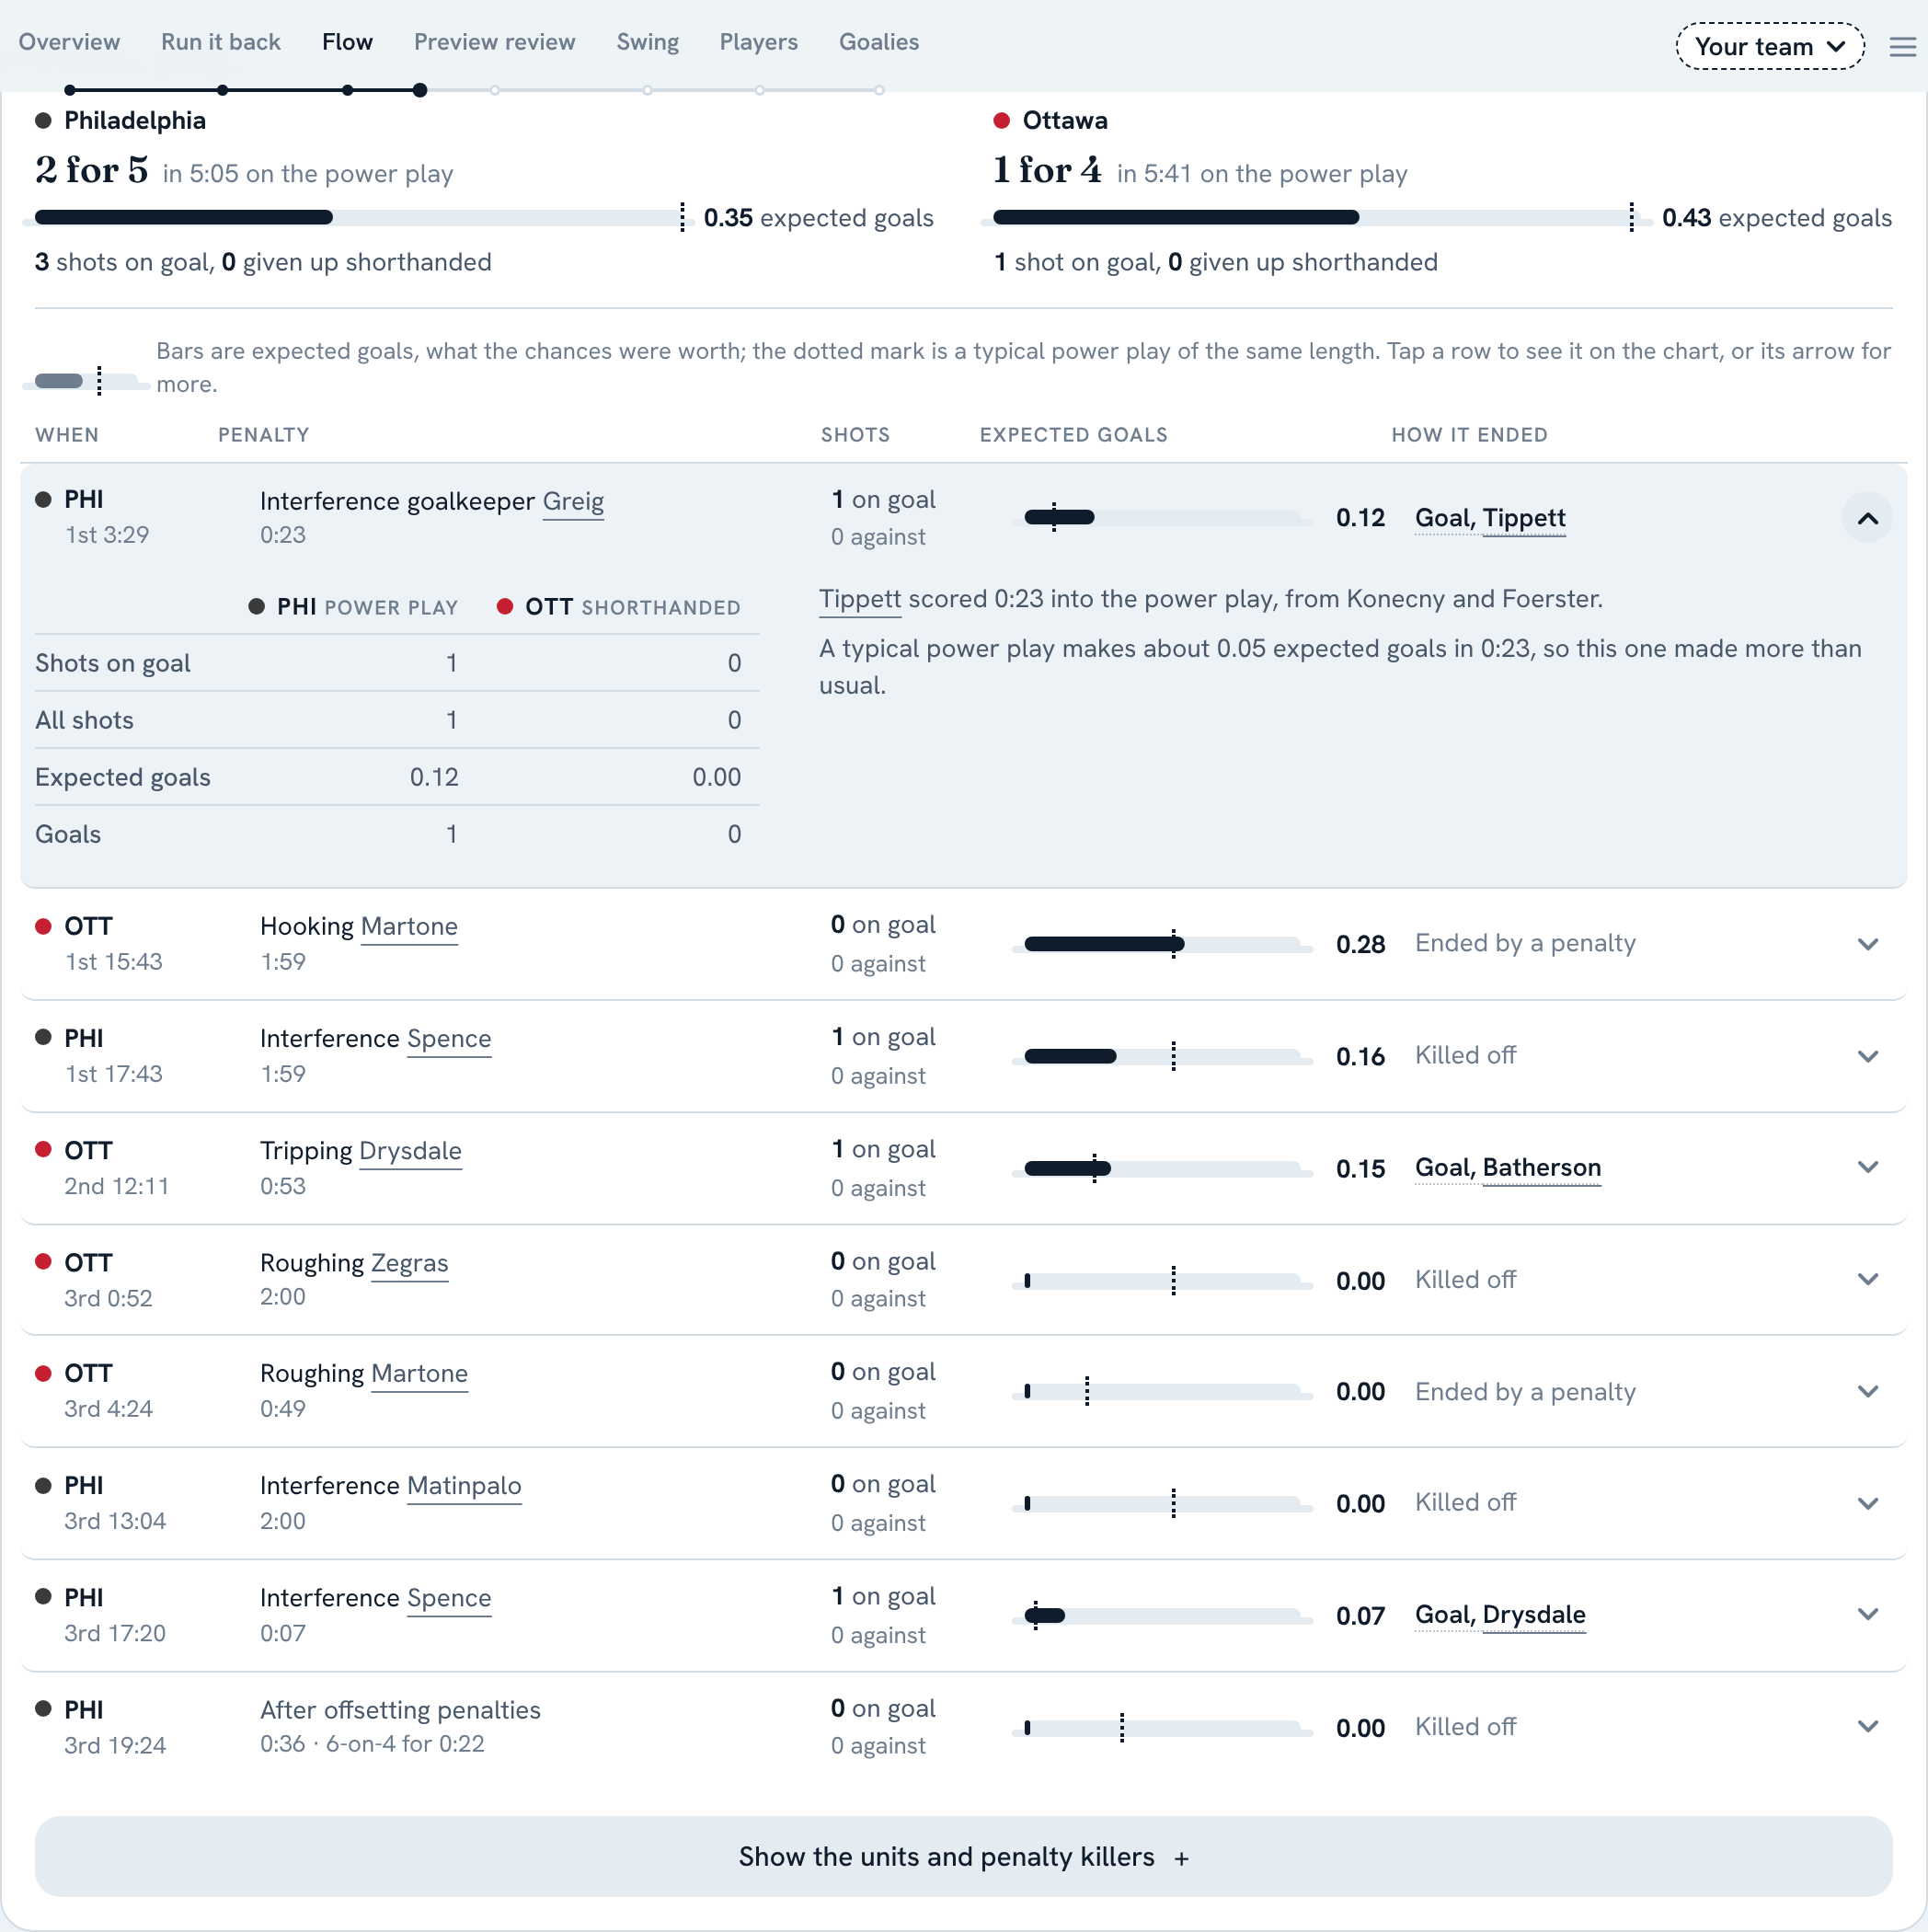 Overview Run it back Flow Preview review Swing Players Goalies Your team
Philadelphia
2 for 5 in 5:05 on the power play
0.35 expected goals
3 shots on goal, 0 given up shorthanded
Ottawa
1 for 4 in 5:41 on the power play
0.43 expected goals
1 shot on goal, 0 given up shorthanded
Bars are expected goals, what the chances were worth; the dotted mark is a typical power play of the same length. Tap a row to see it on the chart, or its arrow for
more.
WHEN PENALTY SHOTS EXPECTED GOALS HOW IT ENDED
PHI Interference goalkeeper Greig 1 on goal 0.12 Goal, Tippett
1st 3:29 0:23 0 against
PHI POWER PLAY OTT SHORTHANDED
Shots on goal 1 0
All shots 1 0
Expected goals 0.12 0.00
Goals 1 0
Tippett scored 0:23 into the power play, from Konecny and Foerster.
A typical power play makes about 0.05 expected goals in 0:23, so this one made more than
usual.
OTT Hooking Martone 0 on goal 0.28 Ended by a penalty
1st 15:43 1:59 0 against
PHI Interference Spence 1 on goal 0.16 Killed off
1st 17:43 1:59 0 against
OTT Tripping Drysdale 1 on goal 0.15 Goal, Batherson
2nd 12:11 0:53 0 against
OTT Roughing Zegras 0 on goal 0.00 Killed off
3rd 0:52 2:00 0 against
OTT Roughing Martone 0 on goal 0.00 Ended by a penalty
3rd 4:24 0:49 0 against
PHI Interference Matinpalo 0 on goal 0.00 Killed off
3rd 13:04 2:00 0 against
PHI Interference Spence 1 on goal 0.07 Goal, Drysdale
3rd 17:20 0:07 0 against
PHI After offsetting penalties 0 on goal 0.00 Killed off
3rd 19:24 0:36 · 6-on-4 for 0:22 0 against
Show the units and penalty killers +